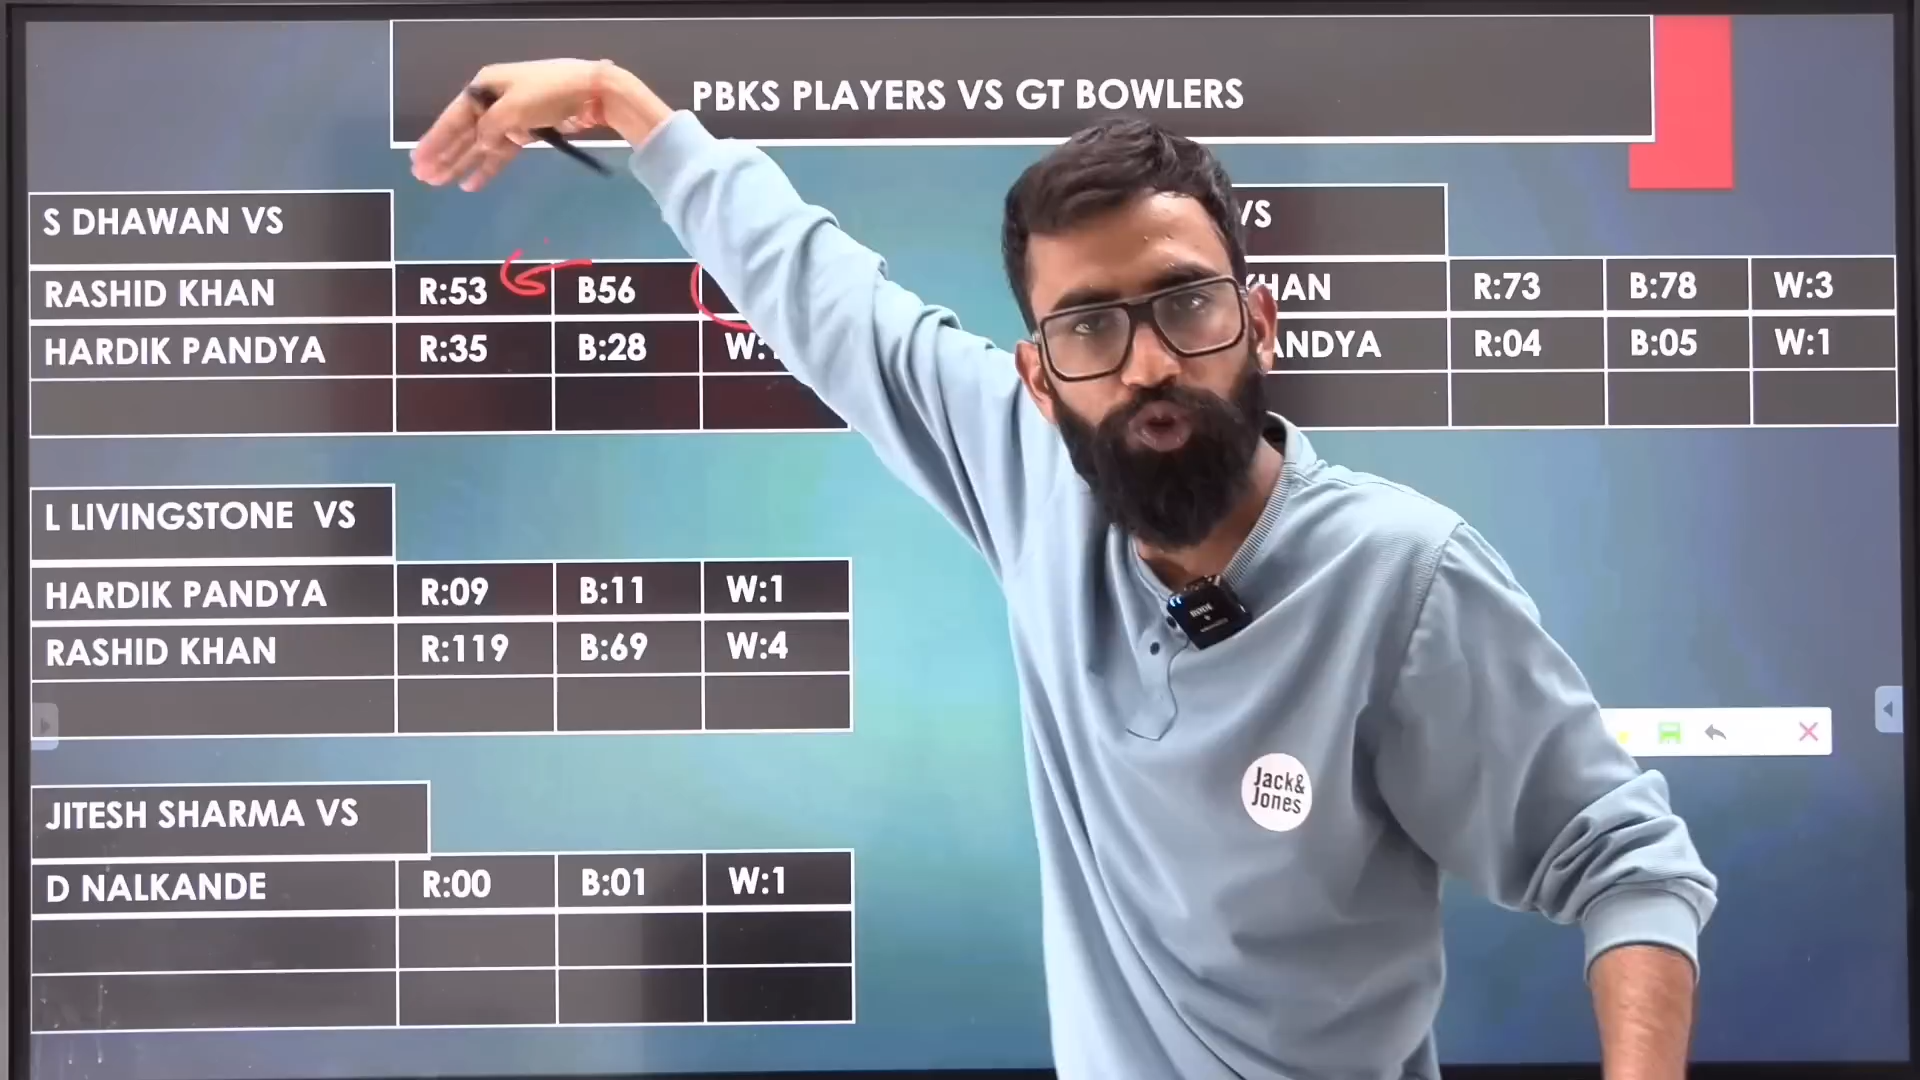 PBKS PLAYERS VS GT BOWLERS
S DHAWAN VS
RASHID KHAN R:53 B56
HARDIK PANDYA R:35 B:28
VS
R:73 B:78 W:3
R:04 B:05 W:1
L LIVINGSTONE VS
HARDIK PANDYA R:09 B:11 W:1
RASHID KHAN R:119 B:69 W:4
JITESH SHARMA VS
D NALKANDE R:00 B:01 W:1
RODE
Jack&
Jones